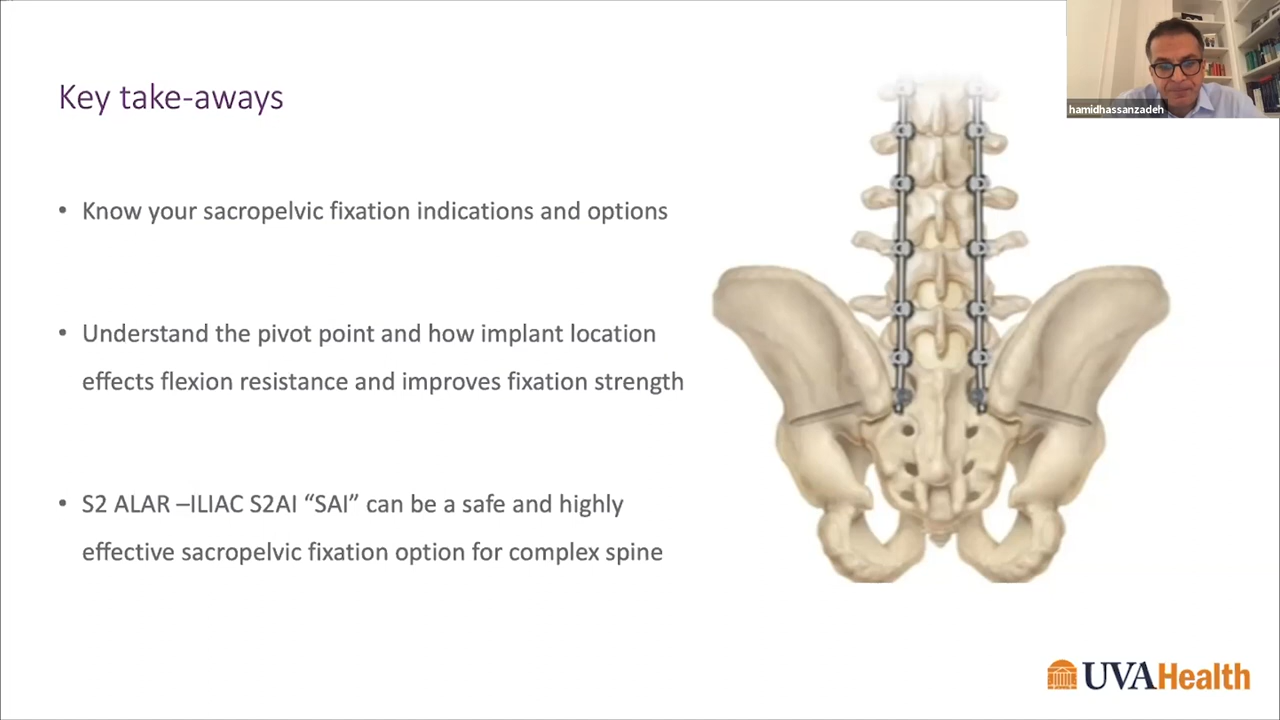 hamidhassanzadeh
Key take-aways
• Know your sacropelvic fixation indications and options
• Understand the pivot point and how implant location
effects flexion resistance and improves fixation strength
• S2 ALAR –ILIAC S2AI “SAI” can be a safe and highly
effective sacropelvic fixation option for complex spine
UVAHealth